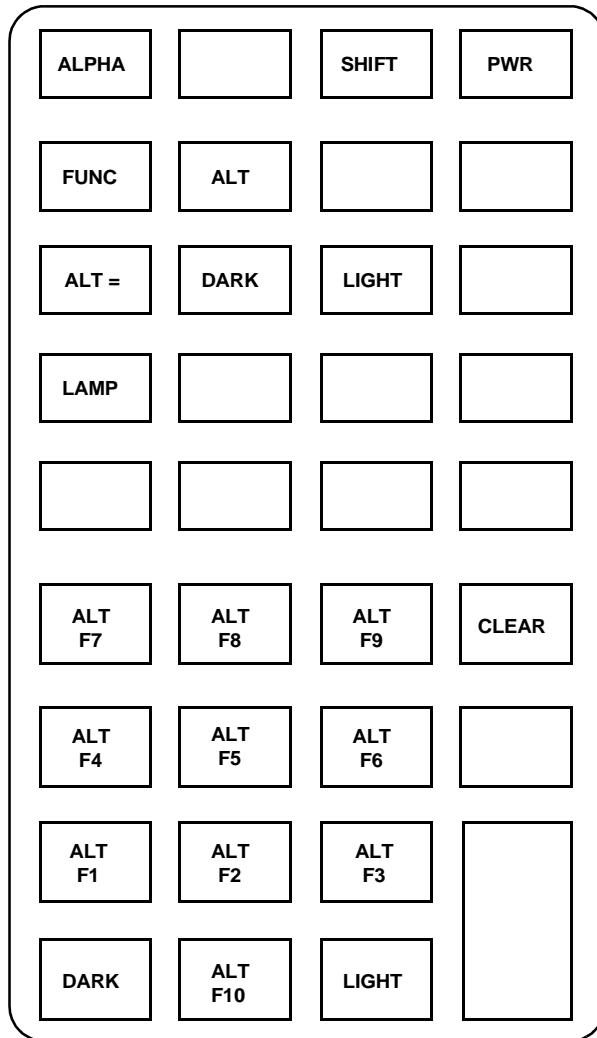 ALPHA
SHIFT
PWR
FUNC
ALT
ALT =
DARK
LIGHT
LAMP
ALT
F7
ALT
F8
ALT
F9
CLEAR
ALT
F4
ALT
F5
ALT
F6
ALT
F1
ALT
F2
ALT
F3
DARK
ALT
F10
LIGHT